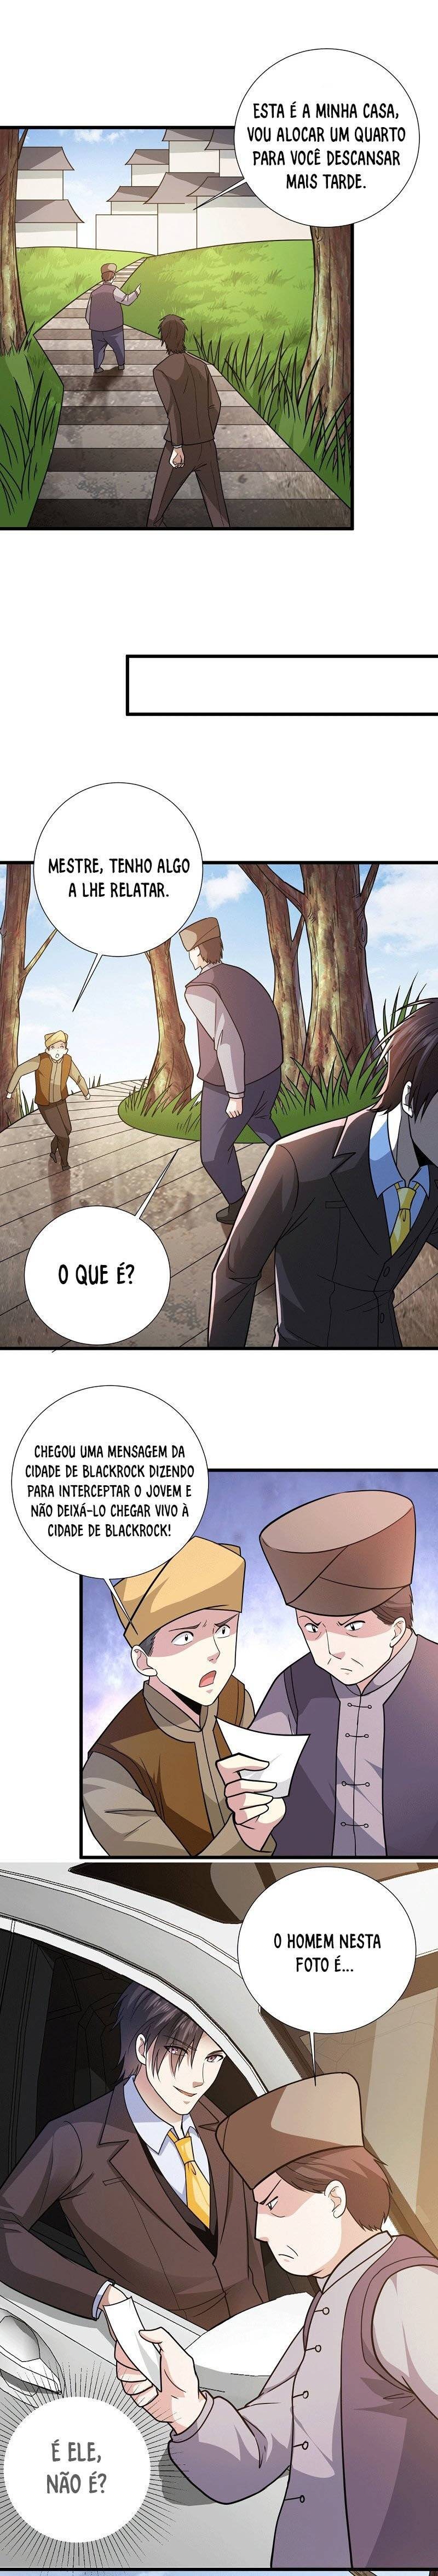 ESTA É A MINHA CASA,
VOU ALOCAR UM QUARTO
PARA VOCÊ DESCANSAR
MAIS TARDE.
MESTRE, TENHO ALGO
A LHE RELATAR.
O QUE É?
CHEGOU UMA MENSAGEM DA
CIDADE DE BLACKROCK DIZENDO
PARA INTERCEPTAR O JOVEM E
NÃO DEIXÁ-LO CHEGAR VIVO À
CIDADE DE BLACKROCK!
O HOMEM NESTA
FOTO É...
É ELE,
NÃO É?